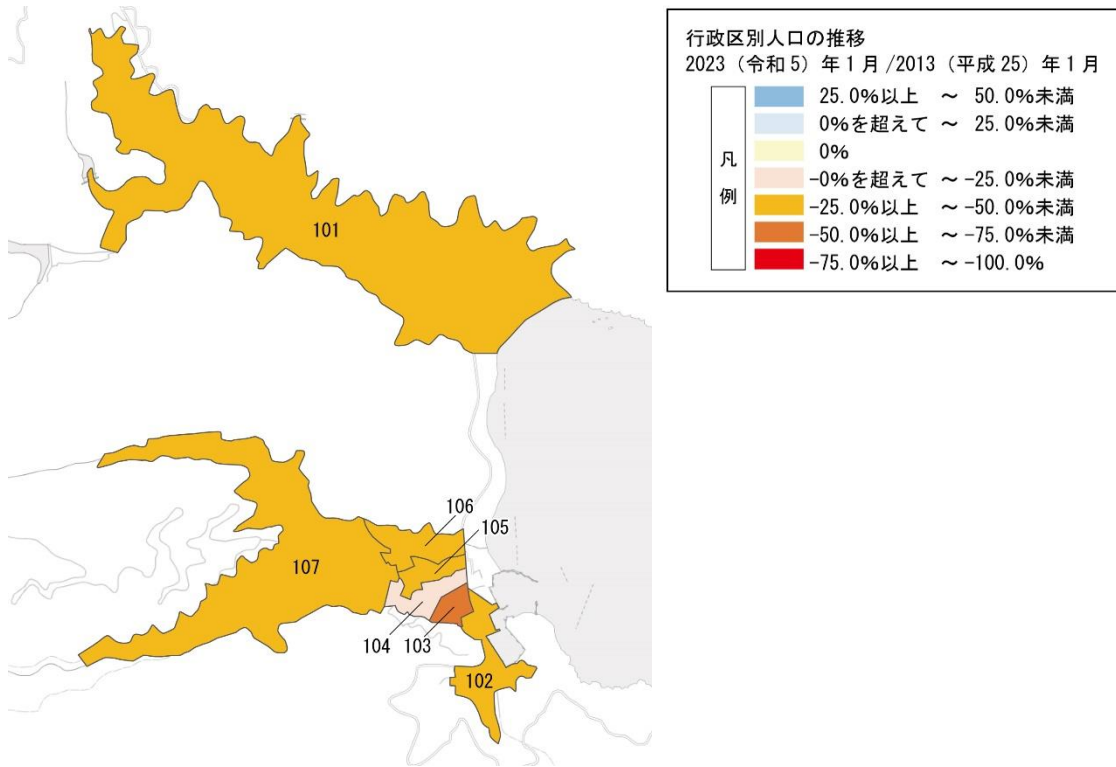 行政区別人口の推移
2023（令和5）年1月/2013（平成25）年1月
凡例
25.0%以上 ～ 50.0%未満
0%を超えて ～ 25.0%未満
0%
-0%を超えて ～ -25.0%未満
-25.0%以上 ～ -50.0%未満
-50.0%以上 ～ -75.0%未満
-75.0%以上 ～ -100.0%
101
106
105
107
104
103
102